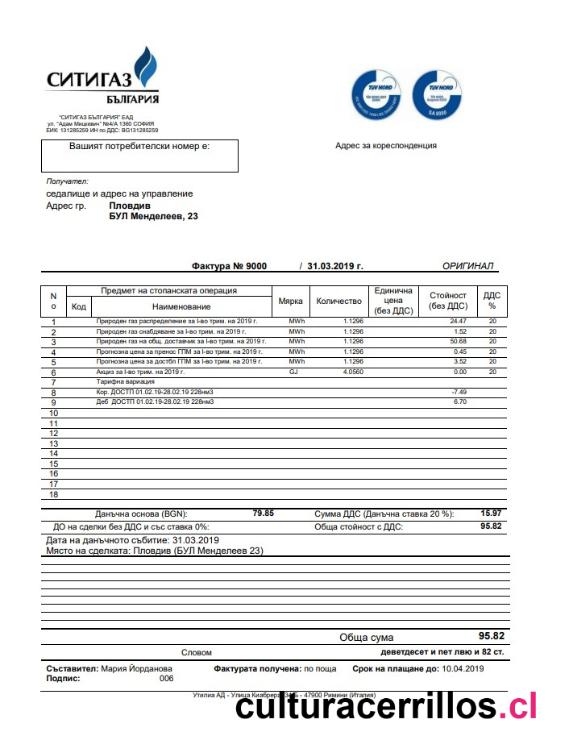 СИТИГАЗ
БЪЛГАРИЯ
TÜV NORD
TÜV NORD
SA 8000
"СИТИГАЗ БЪЛГАРИЯ" ЕАД
ул. "Адам Мицкевич" №4/А 1360 СОФИЯ
ЕИК 131285259 ИН по ДДС: BG131285259
Вашият потребителски номер е:
Адрес за кореспонденция
Получател:
седалище и адрес на управление
Адрес гр. Пловдив
БУЛ Менделеев, 23
Фактура № 9000 / 31.03.2019 г. ОРИГИНАЛ
No Предмет на стопанската операция Мярка Количество Единична цена (без ДДС) Стойност (без ДДС) ДДС %
Код Наименование
1 Природен газ разпределение за I-во трим. на 2019 г. MWh 1.1296 24.47 20
2 Природен газ снабдяване за I-во трим. на 2019 г. MWh 1.1296 1.52 20
3 Природен газ на общ. доставчик за I-во трим. на 2019 г. MWh 1.1296 50.68 20
4 Прогнозна цена за пренос ГПМ за I-во трим. на 2019 г. MWh 1.1296 0.45 20
5 Прогнозна цена за достъп ГПМ за I-во трим. на 2019 г. MWh 1.1296 3.52 20
6 Акциз за I-во трим. на 2019 г. GJ 4.0560 0.00 20
7 Тарифна вариация
8 Кор. ДОСТП 01.02.19-28.02.19 228нм3 -7.49
9 Деб ДОСТП 01.02.19-28.02.19 228нм3 6.70
10
11
12
13
14
15
16
17
18
Данъчна основа (BGN): 79.85 Сума ДДС (Данъчна ставка 20 %): 15.97
ДО на сделки без ДДС и със ставка 0%: Обща стойност с ДДС: 95.82
Дата на данъчното събитие: 31.03.2019
Място на сделката: Пловдив (БУЛ Менделеев 23)
Обща сума 95.82
Словом деветдесет и пет лвю и 82 ст.
Съставител: Мария Йорданова Фактурата получена: по поща Срок на плащане до: 10.04.2019
Подпис: 006
Утилиа АД - Улица 47900 Римини (Италия)
culturacerrillos.cl